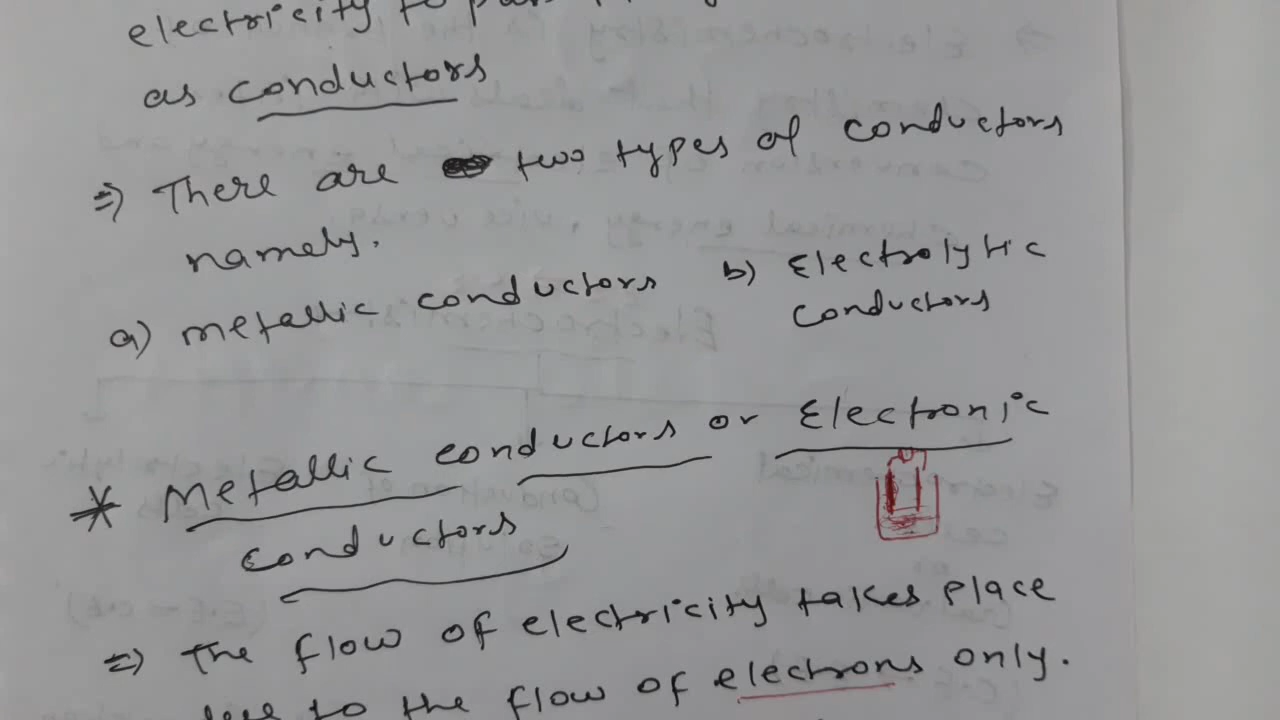 electricity to
as conductors
=) There are two types of conductors
namely.
a) metallic conductors b) Electrolytic
conductors
* Metallic conductors or Electronic
conductors
=) The flow of electricity takes place
due to the flow of electrons only.